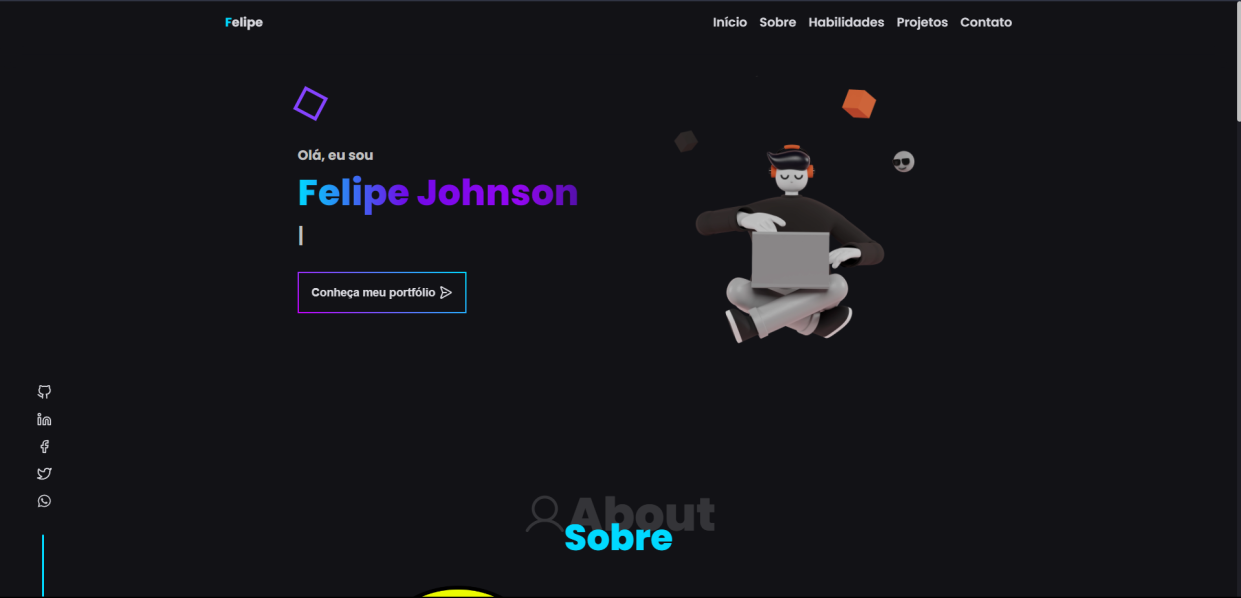 Felipe
Início Sobre Habilidades Projetos Contato
Olá, eu sou
Felipe Johnson
|
Conheça meu portfólio
About
Sobre